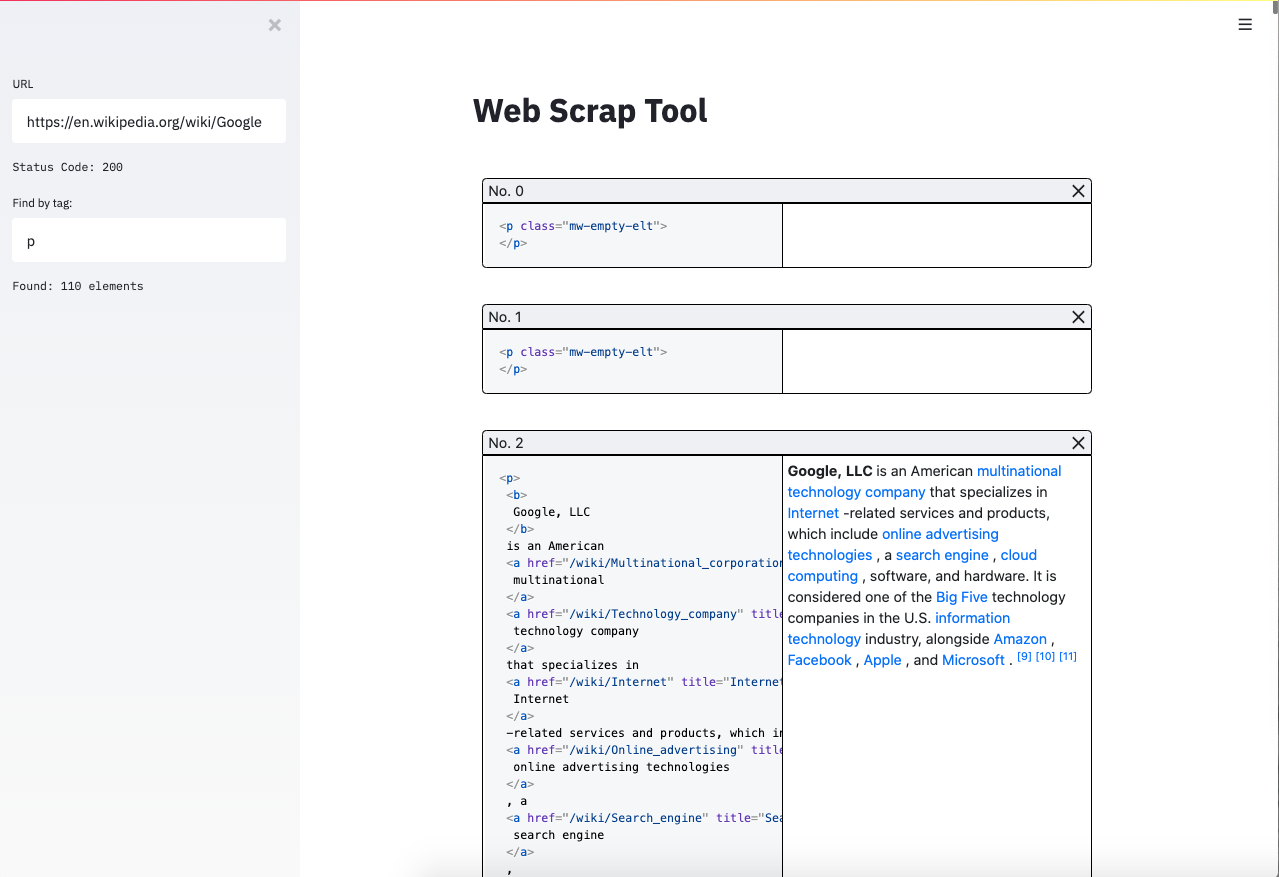 URL
https://en.wikipedia.org/wiki/Google
Status Code: 200
Find by tag:
p
Found: 110 elements
Web Scrap Tool
No. 0
<p class="mw-empty-elt">
</p>
No. 1
<p class="mw-empty-elt">
</p>
No. 2
<p>
<b>
Google, LLC
</b>
is an American
<a href="/wiki/Multinational_corporation
multinational
</a>
<a href="/wiki/Technology_company" title
technology company
</a>
that specializes in
<a href="/wiki/Internet" title="Internet
Internet
</a>
-related services and products, which in
<a href="/wiki/Online_advertising" title
online advertising technologies
</a>
, a
<a href="/wiki/Search_engine" title="Sea
search engine
</a>
,
Google, LLC is an American multinational
technology company that specializes in
Internet -related services and products,
which include online advertising
technologies , a search engine , cloud
computing , software, and hardware. It is
considered one of the Big Five technology
companies in the U.S. information
technology industry, alongside Amazon ,
Facebook , Apple , and Microsoft . [9] [10] [11]